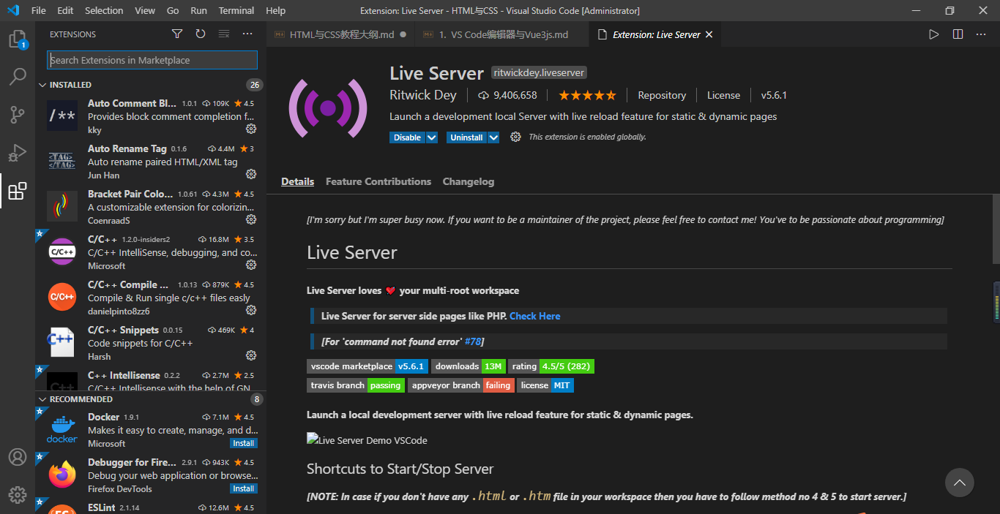 File Edit Selection View Go Run Terminal Help
Extension: Live Server - HTML与CSS - Visual Studio Code [Administrator]
1
EXTENSIONS
Search Extensions in Marketplace
INSTALLED 26
/**
Auto Comment Bl... 1.0.1 109K 4.5
Provides block comment completion f...
kky
<TAG>
</TAG>
Auto Rename Tag 0.1.6 4.4M 3
Auto rename paired HTML/XML tag
Jun Han
Bracket Pair Colo... 1.0.61 4.3M 4.5
A customizable extension for colorizin...
CoenraadS
C/C++
C/C++ 1.2.0-insiders2 16.8M 3.5
C/C++ IntelliSense, debugging, and co...
Microsoft
C/C++
C/C++ Compile ... 1.0.13 879K 4.5
Compile & Run single c/c++ files easly
danielpinto8zz6
C++
C/C++ Snippets 0.0.15 469K 4
Code snippets for C/C++
Harsh
C++
C++ Intellisense 0.2.2 2.7M 2.5
C/C++ Intellisense with the help of GN
RECOMMENDED 8
docker
Docker 1.9.1 7.1M 4.5
Makes it easy to create, manage, and d...
Microsoft Install
Debugger for Fire... 2.9.1 943K 4.5
Debug your web application or browse...
Firefox DevTools Install
ESLint 2.1.14 12.6M 4.5
HTML与CSS教程大纲.md
1. VS Code编辑器与Vue3js.md
Extension: Live Server
Live Server ritwickdey.liveserver
Ritwick Dey 9,406,658 Repository License v5.6.1
Launch a development local Server with live reload feature for static & dynamic pages
Disable Uninstall This extension is enabled globally.
Details Feature Contributions Changelog
[I'm sorry but I'm super busy now. If you want to be a maintainer of the project, please feel free to contact me! You've to be passionate about programming]
Live Server
Live Server loves ❤ your multi-root workspace
Live Server for server side pages like PHP. Check Here
[For 'command not found error' #78]
vscode marketplace v5.6.1 downloads 13M rating 4.5/5 (282)
travis branch passing appveyor branch failing license MIT
Launch a local development server with live reload feature for static & dynamic pages.
Live Server Demo VSCode
Shortcuts to Start/Stop Server
[NOTE: In case if you don't have any .html or .htm file in your workspace then you have to follow method no 4 & 5 to start server.]